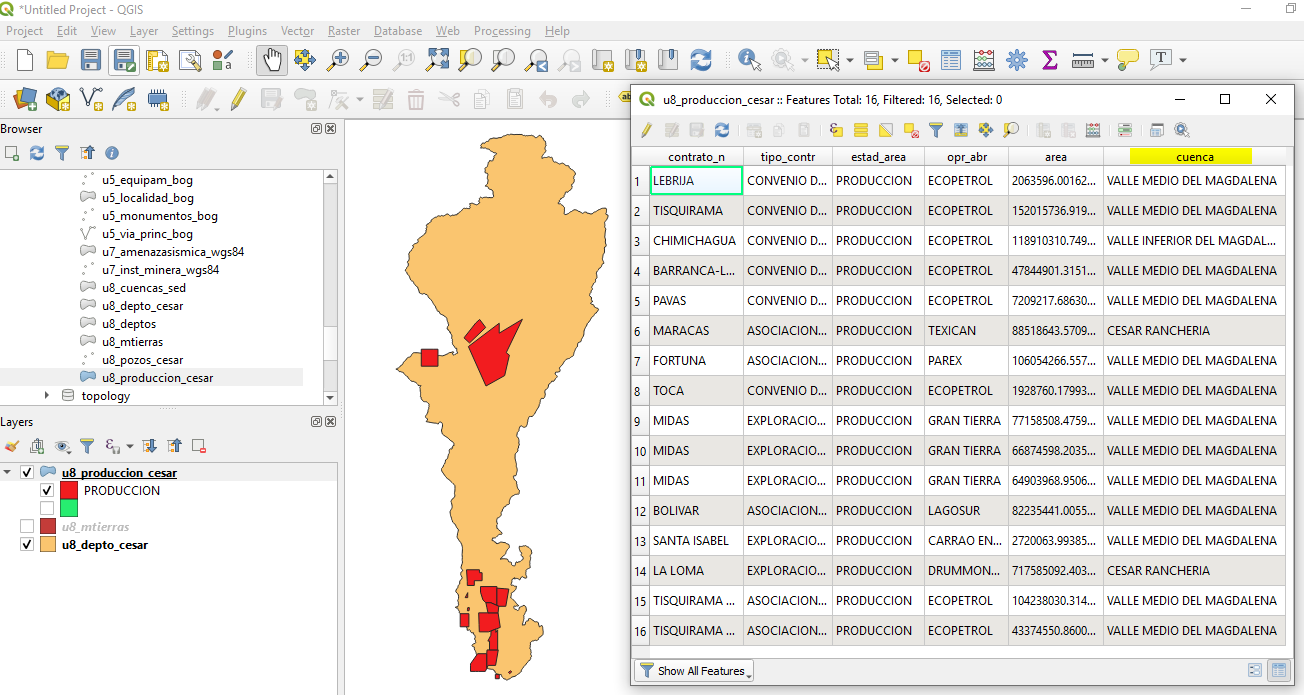 *Untitled Project - QGIS
Project Edit View Layer Settings Plugins Vector Raster Database Web Processing Help
Browser
u5_equipam_bog
u5_localidad_bog
u5_monumentos_bog
u5_via_princ_bog
u7_amenazasismica_wgs84
u7_inst_minera_wgs84
u8_cuencas_sed
u8_depto_cesar
u8_deptos
u8_mtierras
u8_pozos_cesar
u8_produccion_cesar
topology
Layers
u8_produccion_cesar
PRODUCCION
u8_mtierras
u8_depto_cesar
u8_produccion_cesar :: Features Total: 16, Filtered: 16, Selected: 0
contrato_n tipo_contr estad_area opr_abr area cuenca
1 LEBRIJA CONVENIO D... PRODUCCION ECOPETROL 2063596.00162... VALLE MEDIO DEL MAGDALENA
2 TISQUIRAMA CONVENIO D... PRODUCCION ECOPETROL 152015736.919... VALLE MEDIO DEL MAGDALENA
3 CHIMICHAGUA CONVENIO D... PRODUCCION ECOPETROL 118910310.749... VALLE INFERIOR DEL MAGDAL...
4 BARRANCA-L... CONVENIO D... PRODUCCION ECOPETROL 47844901.3151... VALLE MEDIO DEL MAGDALENA
5 PAVAS CONVENIO D... PRODUCCION ECOPETROL 7209217.68630... VALLE MEDIO DEL MAGDALENA
6 MARACAS ASOCIACION... PRODUCCION TEXICAN 88518643.5709... CESAR RANCHERIA
7 FORTUNA ASOCIACION... PRODUCCION PAREX 106054266.557... VALLE MEDIO DEL MAGDALENA
8 TOCA CONVENIO D... PRODUCCION ECOPETROL 1928760.17993... VALLE MEDIO DEL MAGDALENA
9 MIDAS EXPLORACIO... PRODUCCION GRAN TIERRA 77158508.4759... VALLE MEDIO DEL MAGDALENA
10 MIDAS EXPLORACIO... PRODUCCION GRAN TIERRA 66874598.2035... VALLE MEDIO DEL MAGDALENA
11 MIDAS EXPLORACIO... PRODUCCION GRAN TIERRA 64903968.9506... VALLE MEDIO DEL MAGDALENA
12 BOLIVAR ASOCIACION... PRODUCCION LAGOSUR 82235441.0055... VALLE MEDIO DEL MAGDALENA
13 SANTA ISABEL EXPLORACIO... PRODUCCION CARRAO EN... 2720063.99385... VALLE MEDIO DEL MAGDALENA
14 LA LOMA EXPLORACIO... PRODUCCION DRUMMON... 717585092.403... CESAR RANCHERIA
15 TISQUIRAMA ... ASOCIACION... PRODUCCION ECOPETROL 104238030.314... VALLE MEDIO DEL MAGDALENA
16 TISQUIRAMA ... ASOCIACION... PRODUCCION ECOPETROL 43374550.8600... VALLE MEDIO DEL MAGDALENA
Show All Features